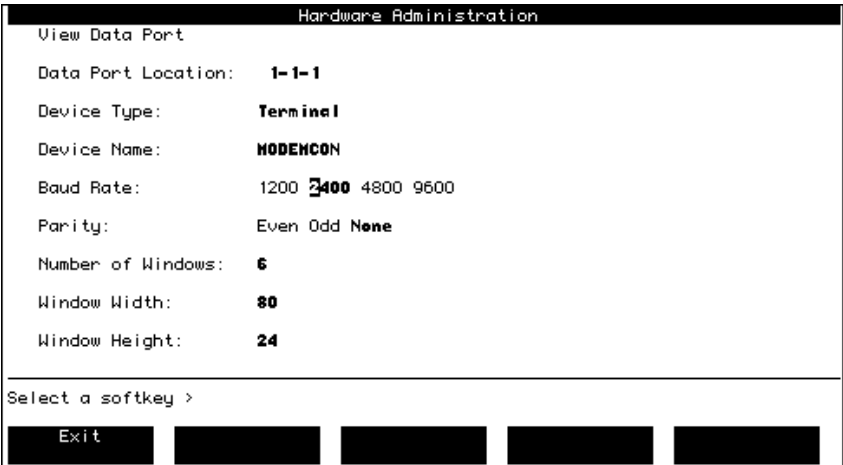 Hardware Administration
View Data Port
Data Port Location: 1-1-1
Device Type: Terminal
Device Name: MODEMCON
Baud Rate: 1200 2400 4800 9600
Parity: Even Odd None
Number of Windows: 6
Window Width: 80
Window Height: 24
Select a softkey >
Exit